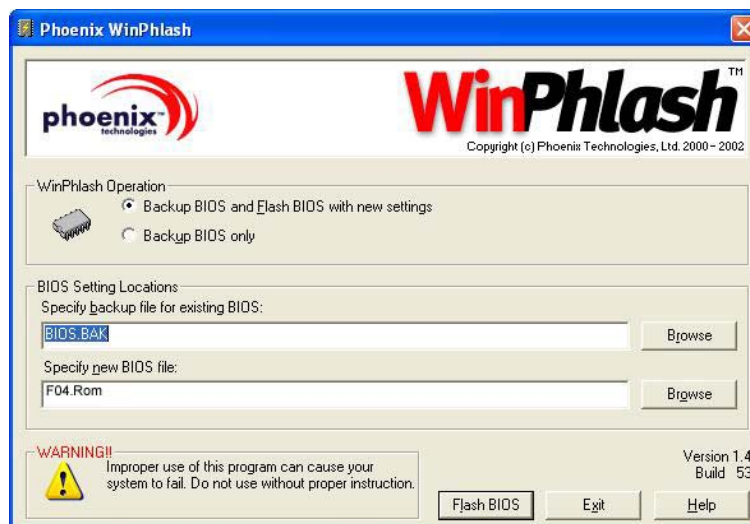 Phoenix WinPhlash
phoenix™
technologies
WinPhlash™
Copyright (c) Phoenix Technologies, Ltd. 2000-2002
WinPhlash Operation
Backup BIOS and Flash BIOS with new settings
Backup BIOS only
BIOS Setting Locations
Specify backup file for existing BIOS:
BIOS.BAK
Browse
Specify new BIOS file:
F04.Rom
Browse
WARNING!!
Improper use of this program can cause your
system to fail. Do not use without proper instruction.
Version 1.4
Build 53
Flash BIOS
Exit
Help